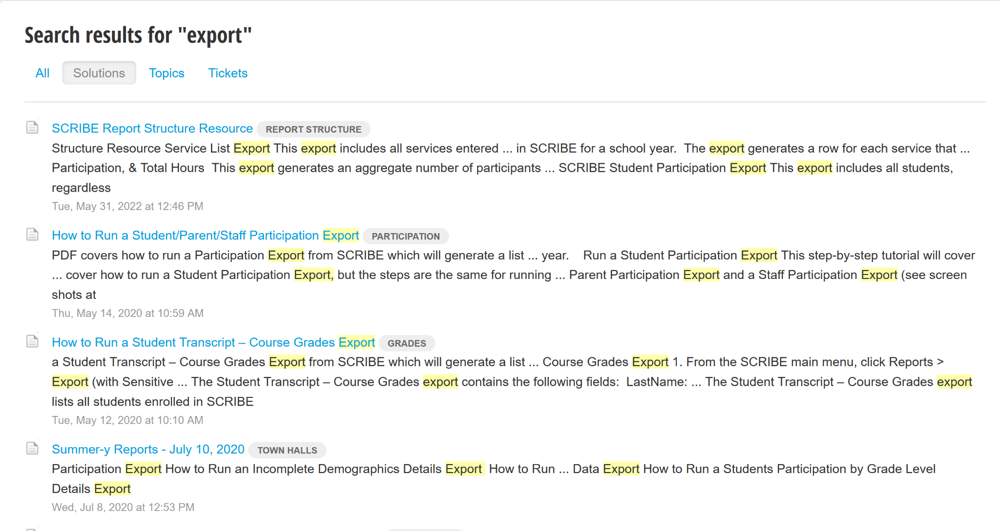 Search results for "export"
All Solutions Topics Tickets
SCRIBE Report Structure Resource REPORT STRUCTURE
Structure Resource Service List Export This export includes all services entered ... in SCRIBE for a school year. The export generates a row for each service that ...
Participation, & Total Hours This export generates an aggregate number of participants ... SCRIBE Student Participation Export This export includes all students,
regardless
Tue, May 31, 2022 at 12:46 PM
How to Run a Student/Parent/Staff Participation Export PARTICIPATION
PDF covers how to run a Participation Export from SCRIBE which will generate a list ... year. Run a Student Participation Export This step-by-step tutorial will cover
... cover how to run a Student Participation Export, but the steps are the same for running ... Parent Participation Export and a Staff Participation Export (see screen
shots at
Thu, May 14, 2020 at 10:59 AM
How to Run a Student Transcript – Course Grades Export GRADES
a Student Transcript – Course Grades Export from SCRIBE which will generate a list ... Course Grades Export 1. From the SCRIBE main menu, click Reports >
Export (with Sensitive ... The Student Transcript – Course Grades export contains the following fields: LastName: ... The Student Transcript – Course Grades export
lists all students enrolled in SCRIBE
Tue, May 12, 2020 at 10:10 AM
Summer-y Reports - July 10, 2020 TOWN HALLS
Participation Export How to Run an Incomplete Demographics Details Export How to Run ... Data Export How to Run a Students Participation by Grade Level
Details Export
Wed, Jul 8, 2020 at 12:53 PM